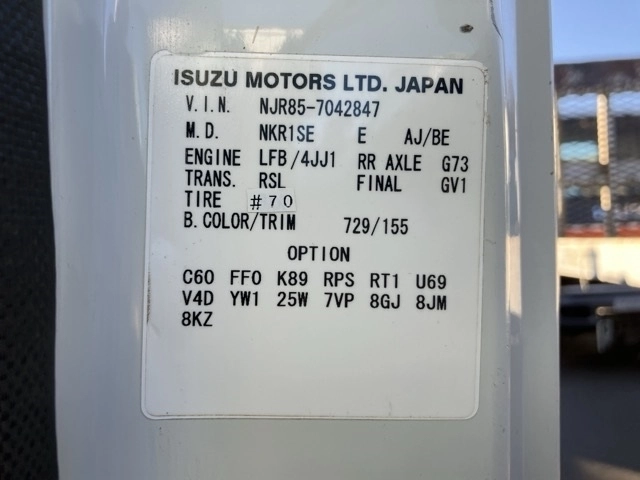 ISUZU MOTORS LTD. JAPAN
V.I.N. NJR85-7042847
M.D. NKR1SE E AJ/BE
ENGINE LFB/4JJ1 RR AXLE G73
TRANS. RSL FINAL GV1
TIRE #70
B.COLOR/TRIM 729/155
OPTION
C60 FF0 K89 RPS RT1 U69
V4D YW1 25W 7VP 8GJ 8JM
8KZ